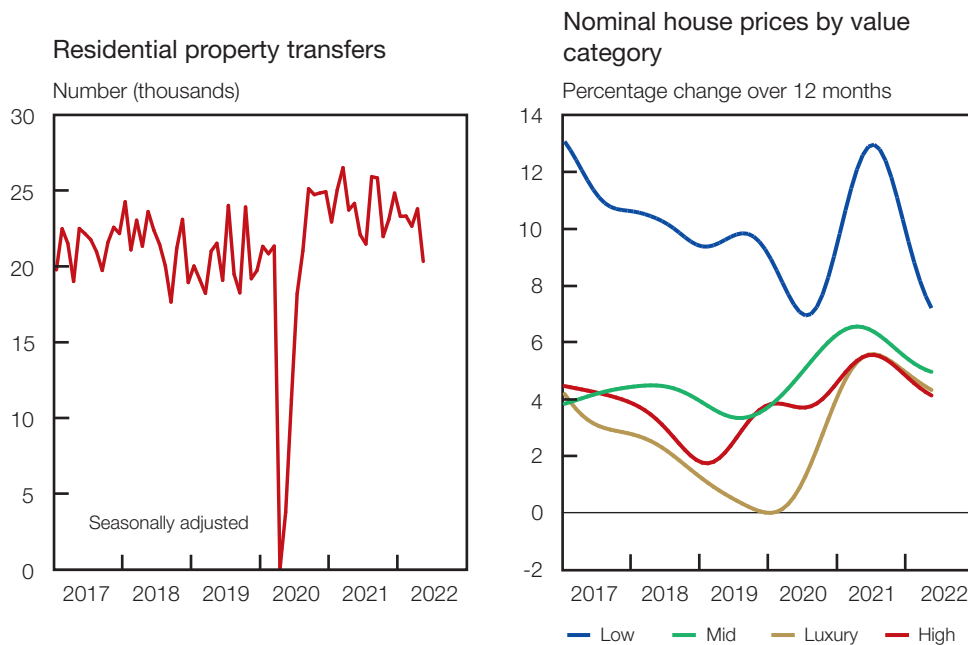 Residential property transfers
Number (thousands)
30
25
20
15
10
5
0
Seasonally adjusted
2017 2018 2019 2020 2021 2022
Nominal house prices by value
category
Percentage change over 12 months
14
12
10
8
6
4
2
0
-2
2017 2018 2019 2020 2021 2022
Low Mid Luxury High